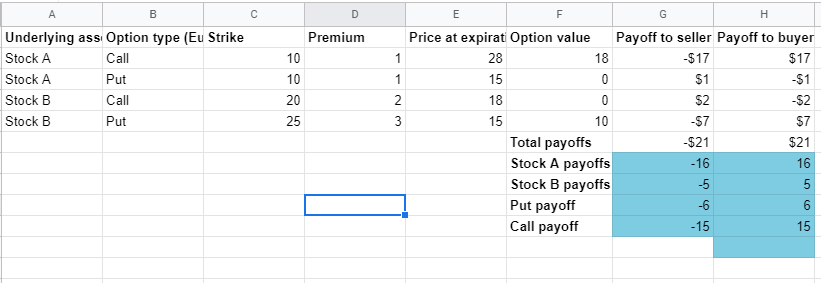 A B C D E F G H
Underlying ass Option type (Eu Strike Premium Price at expirati Option value Payoff to seller Payoff to buyer
Stock A Call 10 1 28 18 -$17 $17
Stock A Put 10 1 15 0 $1 -$1
Stock B Call 20 2 18 0 $2 -$2
Stock B Put 25 3 15 10 -$7 $7
Total payoffs -$21 $21
Stock A payoffs -16 16
Stock B payoffs -5 5
Put payoff -6 6
Call payoff -15 15